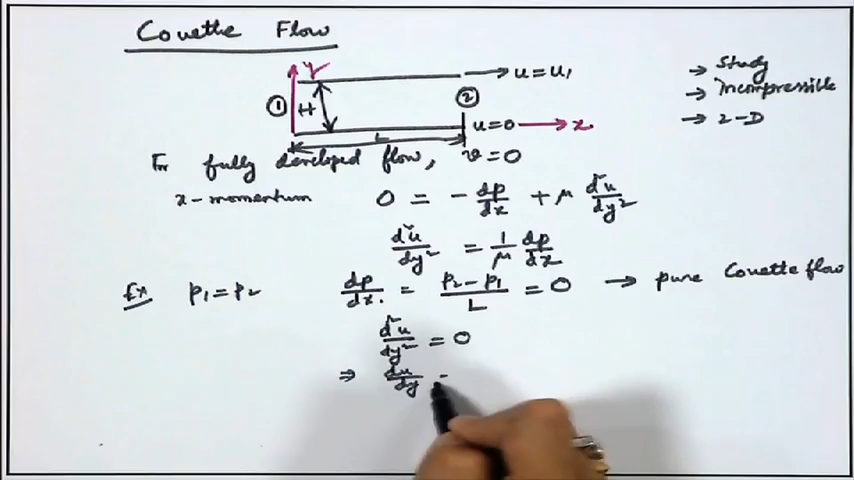 Couette Flow
Y
u = u₁
① H ②
L
u=0 x
→ Study
→ Incompressible
→ 2-D
For fully developed flow, v = 0
x-momentum 0 = - dp/dx + μ d²u/dy²
d²u/dy² = 1/μ dp/dx
Ex p₁ = p₂ dp/dx. = p₂ - p₁/L = 0 → pure Couette flow
d²u/dy² = 0
⇒ du/dy -